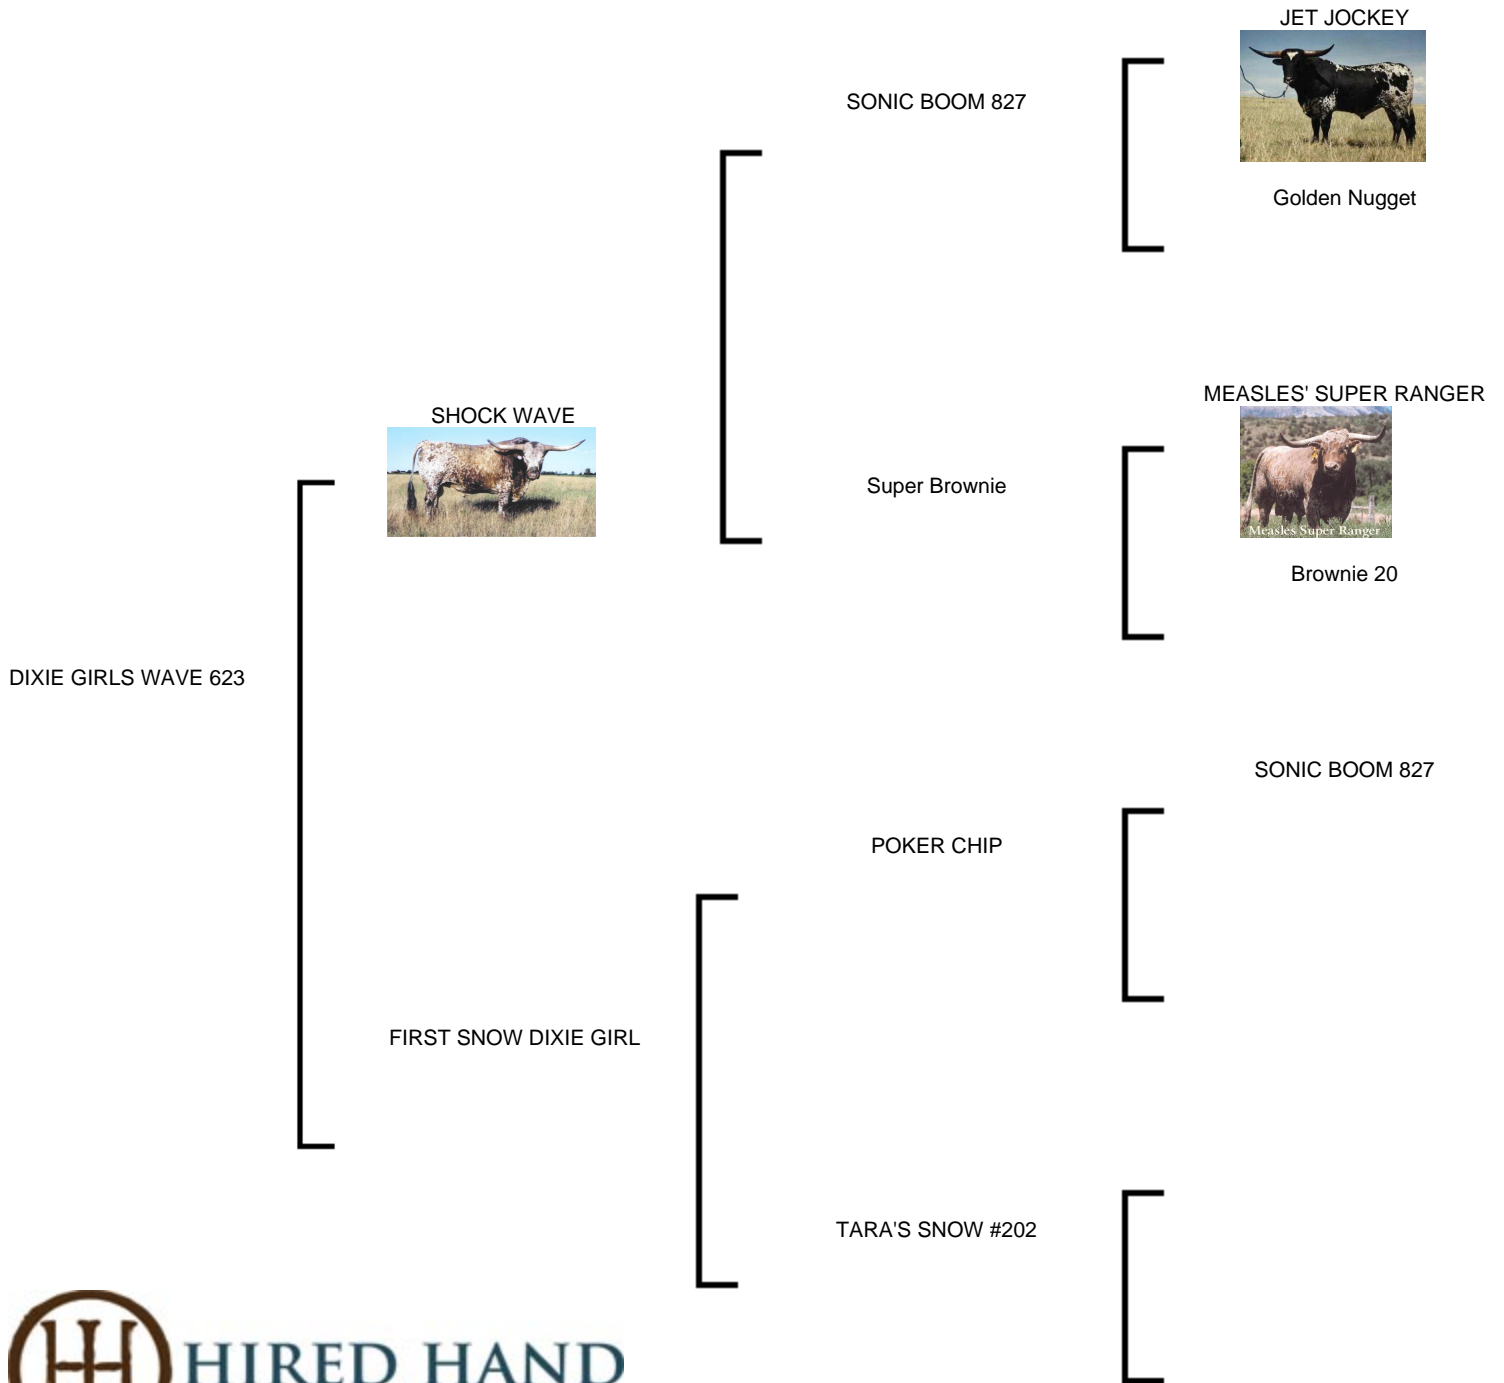 JET JOCKEY
SONIC BOOM 827
Golden Nugget
MEASLES' SUPER RANGER
SHOCK WAVE
Super Brownie
Measles Super Ranger
Brownie 20
DIXIE GIRLS WAVE 623
SONIC BOOM 827
POKER CHIP
FIRST SNOW DIXIE GIRL
TARA'S SNOW #202
HIRED HAND